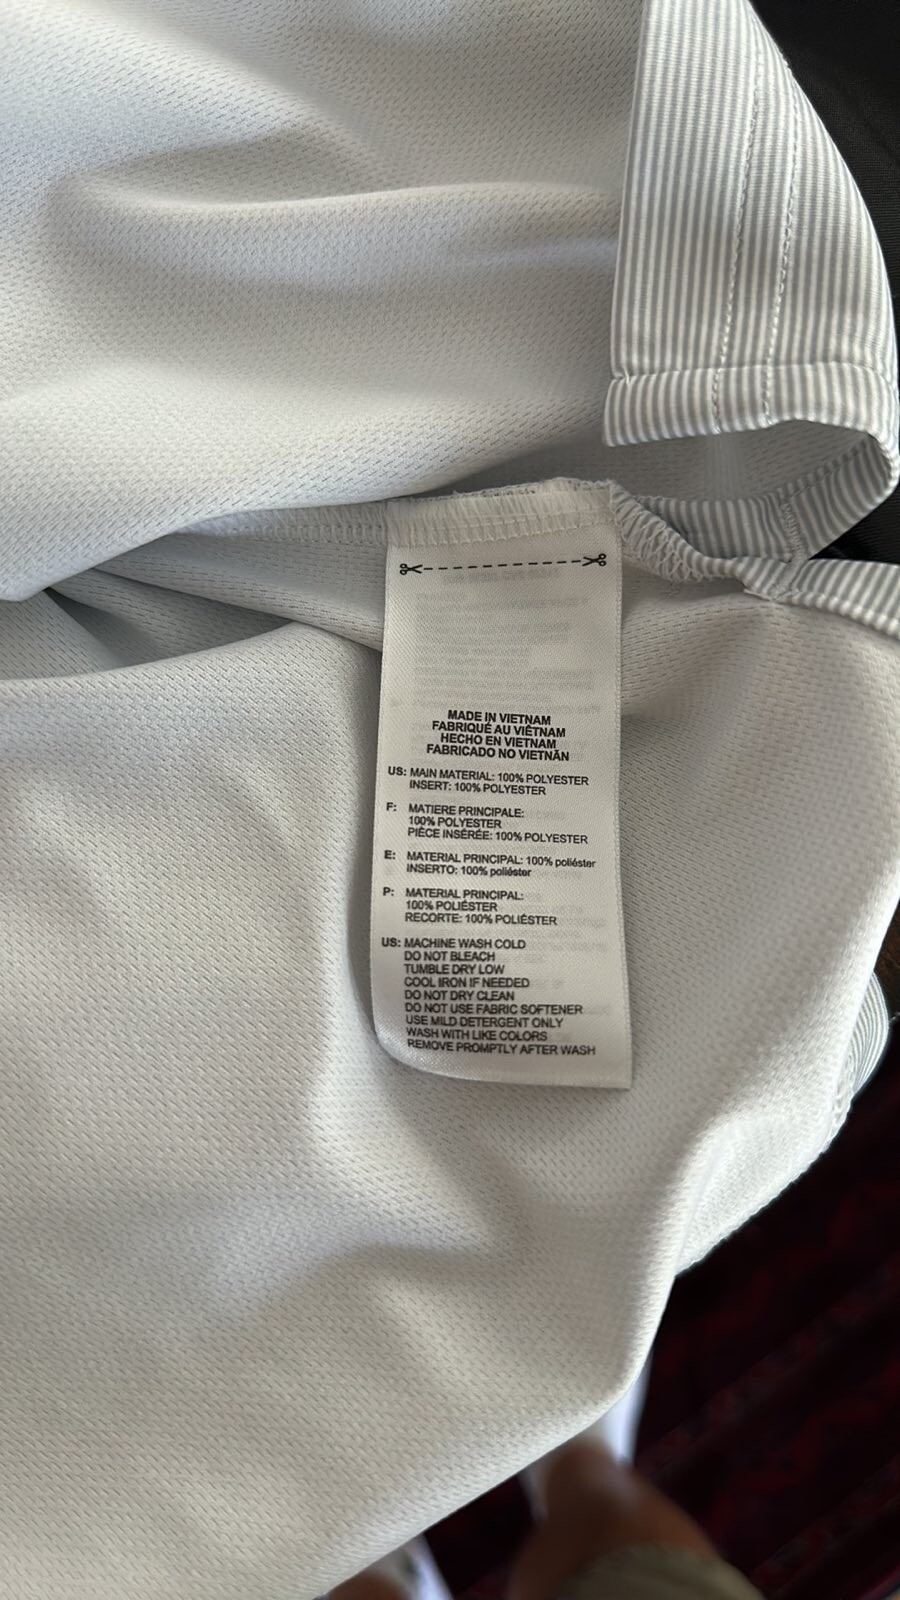 MADE IN VIETNAM
FABRIQUÉ AU VIÊTNAM
HECHO EN VIETNAM
FABRICADO NO VIETNÃN
US: MAIN MATERIAL: 100% POLYESTER
INSERT: 100% POLYESTER
F: MATIERE PRINCIPALE:
100% POLYESTER
PIÈCE INSÉRÉE: 100% POLYESTER
E: MATERIAL PRINCIPAL: 100% poliéster
INSERTO: 100% poliéster
P: MATERIAL PRINCIPAL:
100% POLIÉSTER
RECORTE: 100% POLIÉSTER
US: MACHINE WASH COLD
DO NOT BLEACH
TUMBLE DRY LOW
COOL IRON IF NEEDED
DO NOT DRY CLEAN
DO NOT USE FABRIC SOFTENER
USE MILD DETERGENT ONLY
WASH WITH LIKE COLORS
REMOVE PROMPTLY AFTER WASH